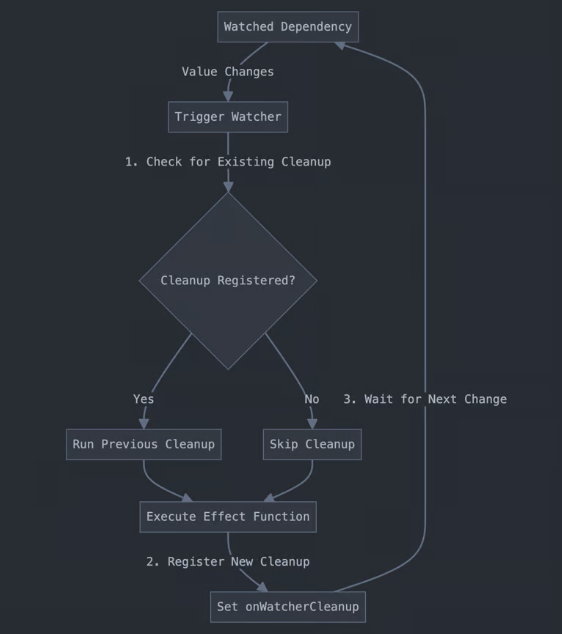 Watched Dependency
Value Changes
Trigger Watcher
1. Check for Existing Cleanup
Cleanup Registered?
Yes
No
3. Wait for Next Change
Run Previous Cleanup
Skip Cleanup
Execute Effect Function
2. Register New Cleanup
Set onWatcherCleanup